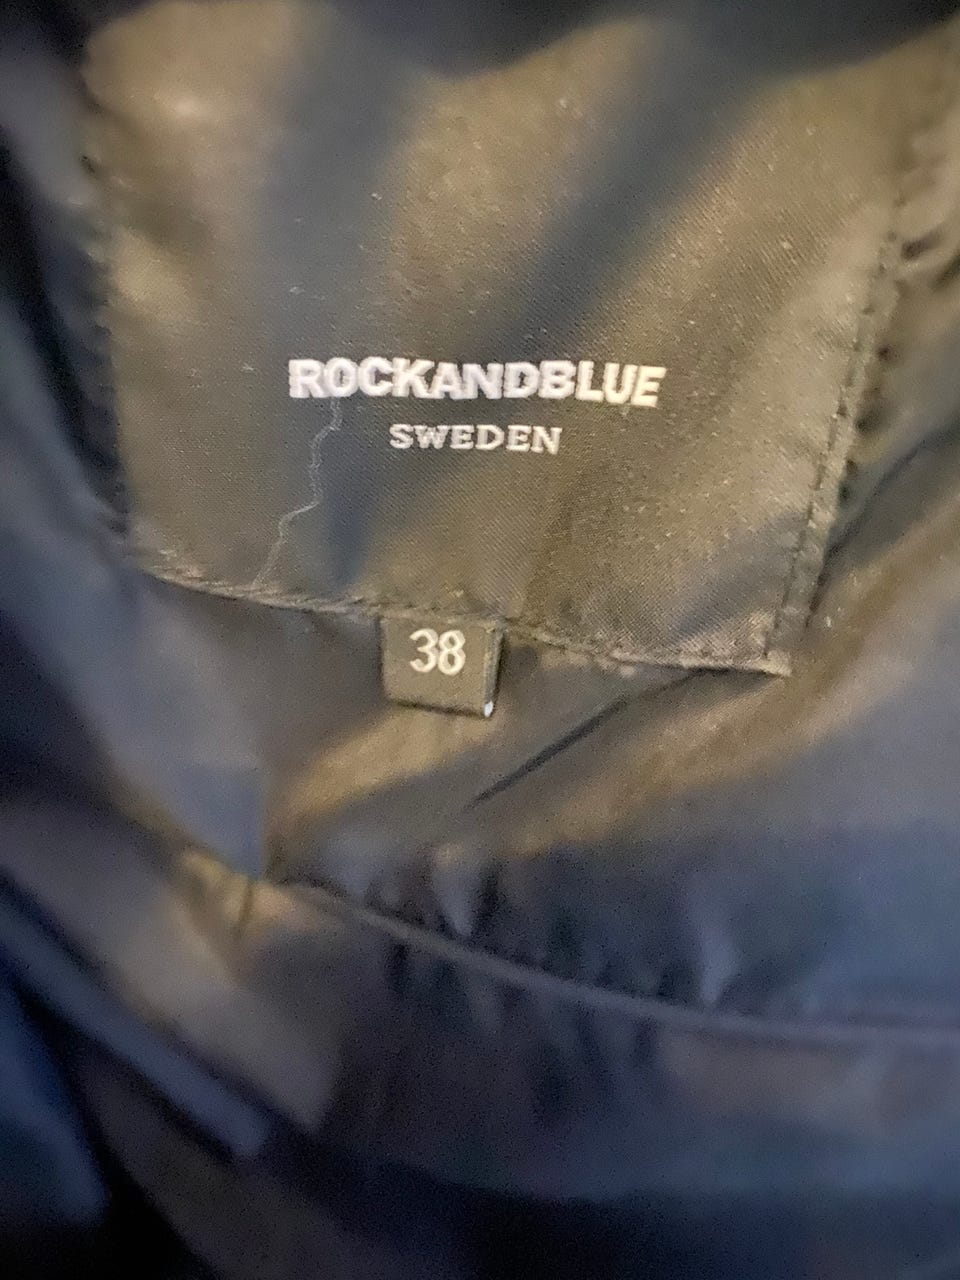 ROCKANDBLUE
SWEDEN
38